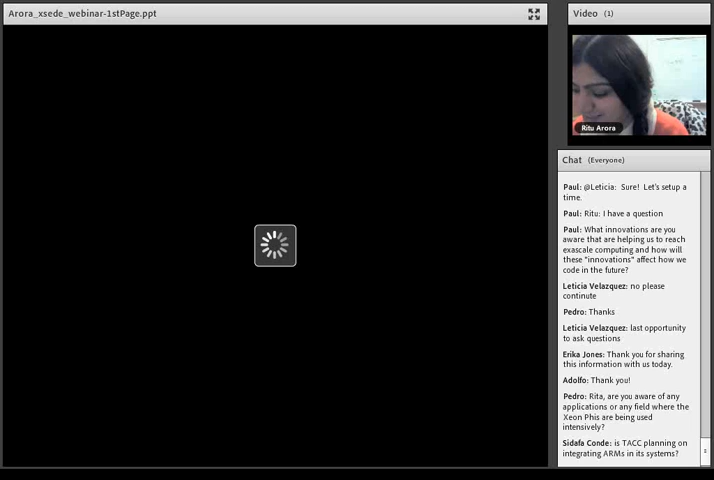 Arora_xsede_webinar-1stPage.ppt
Video (1)
Ritu Arora
Chat (Everyone)
Paul: @Leticia: Sure! Let's setup a
time.
Paul: Ritu: I have a question
Paul: What innovations are you
aware that are helping us to reach
exascale computing and how will
these "innovations" affect how we
code in the future?
Leticia Velazquez: no please
continute
Pedro: Thanks
Leticia Velazquez: last opportunity
to ask questions
Erika Jones: Thank you for sharing
this information with us today.
Adolfo: Thank you!
Pedro: Rita, are you aware of any
applications or any field where the
Xeon Phis are being used
intensively?
Sidafa Conde: is TACC planning on
integrating ARMs in its systems?